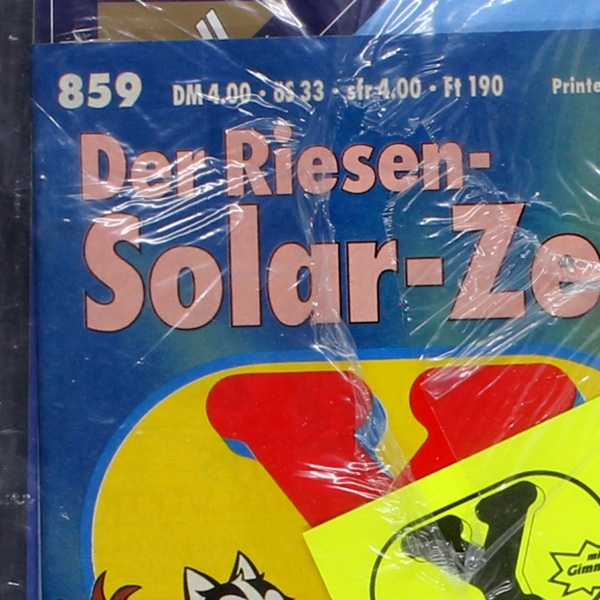 859 DM 4.00 · öS 33 · sfr 4.00 · Ft 190
Der Riesen-
Solar-Ze
Y